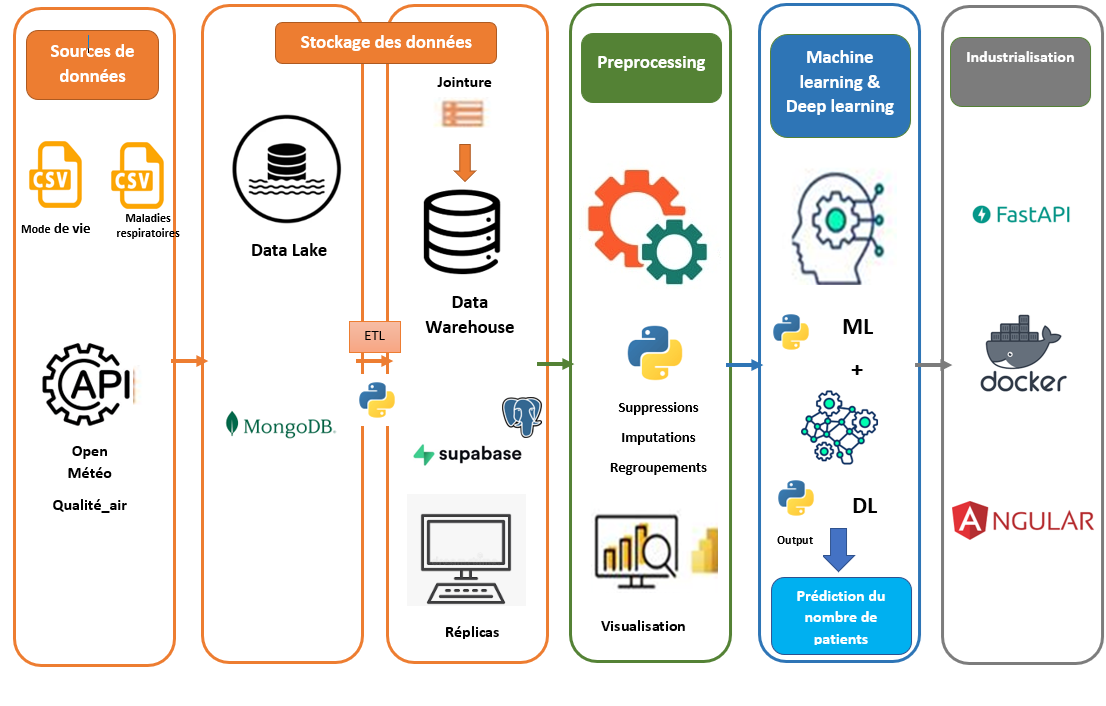 Sources de
données
CSV
CSV
Mode de vie
Maladies
respiratoires
API
Open
Météo
Qualité_air
Stockage des données
Data Lake
MongoDB.
ETL
Jointure
Data
Warehouse
supabase
Réplicas
Preprocessing
Suppressions
Imputations
Regroupements
Visualisation
Machine
learning &
Deep learning
ML
+
DL
Output
Prédiction du
nombre de
patients
Industrialisation
FastAPI
docker
ANGULAR